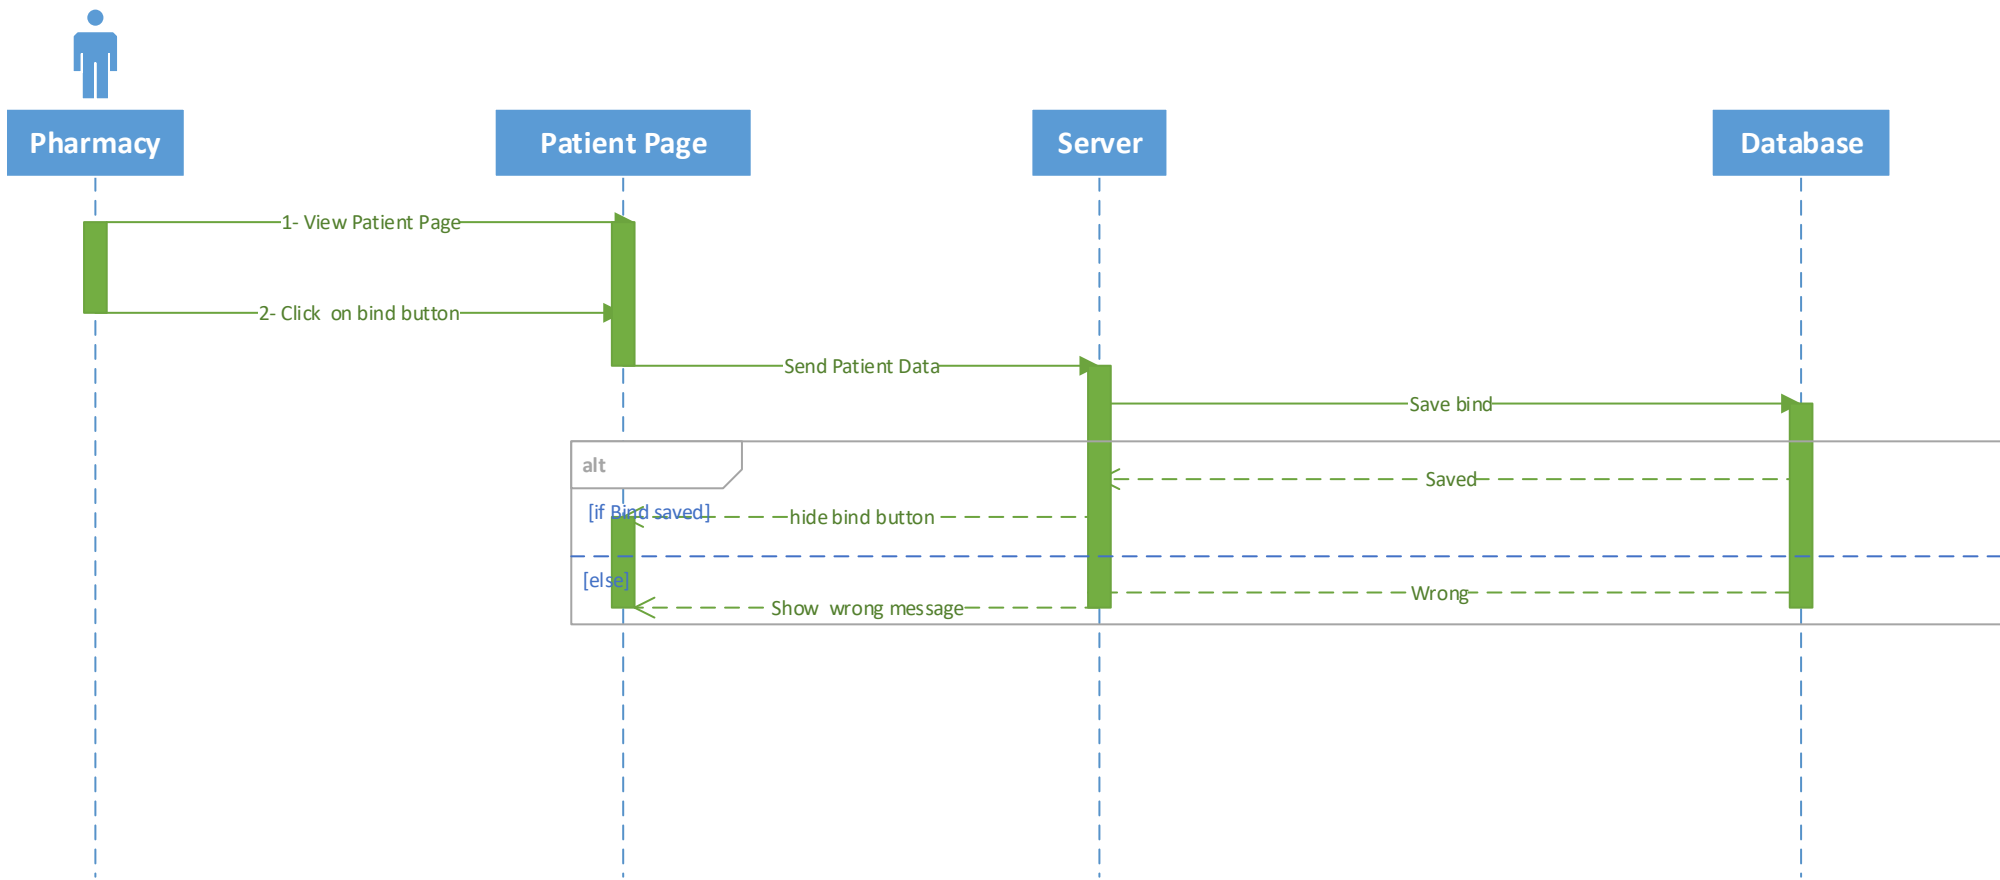 Pharmacy
Patient Page
Server
Database
1- View Patient Page
2- Click on bind button
Send Patient Data
Save bind
alt
Saved
[if Bind saved]
hide bind button
[else]
Wrong
Show wrong message